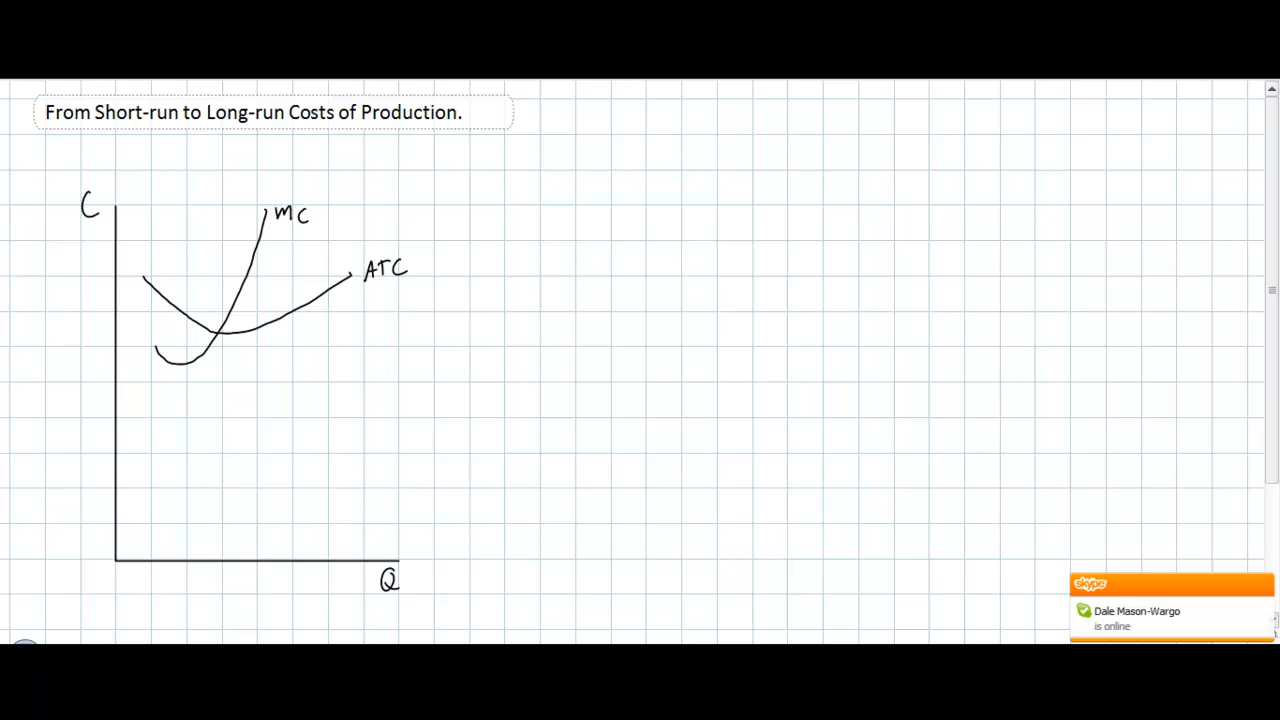 From Short-run to Long-run Costs of Production.
C
MC
ATC
Q
skype
Dale Mason-Wargo
is online